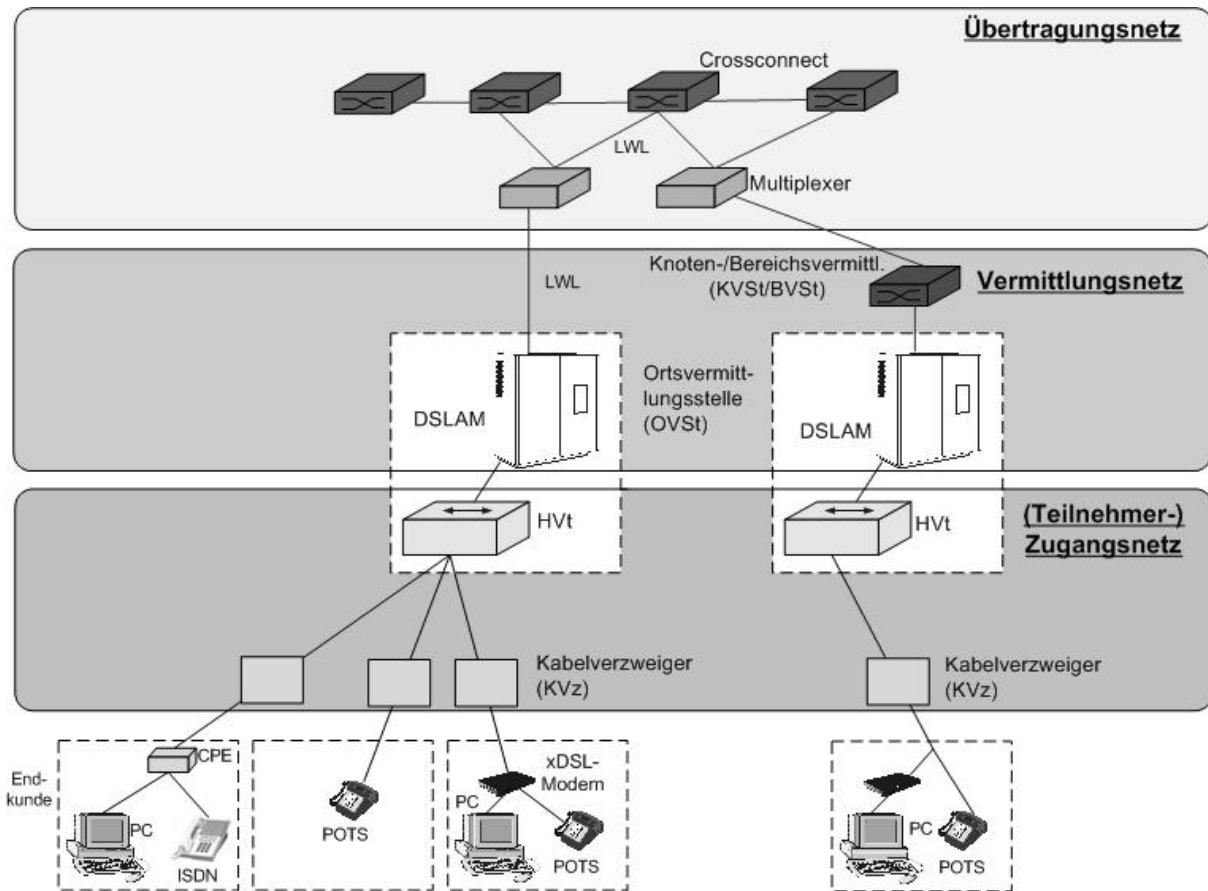 Übertragungsnetz
Crossconnect
LWL
Multiplexer
Knoten-/Bereichsvermittl.
(KVSt/BVSt)
Vermittlungsnetz
LWL
Ortsvermitt-
lungsstelle
(OVSt)
DSLAM
DSLAM
HVt
HVt
(Teilnehmer-)
Zugangsnetz
Kabelverzweiger
(KVz)
Kabelverzweiger
(KVz)
End-
kunde
CPE
PC
ISDN
POTS
xDSL-
Modem
PC
POTS
PC
POTS